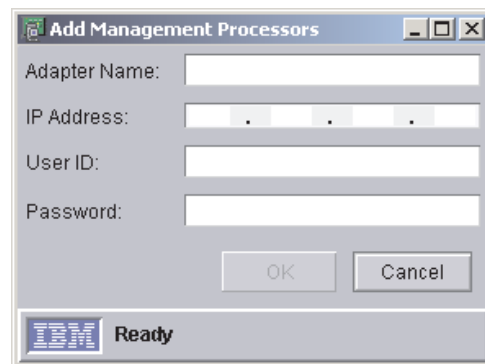 Add Management Processors
Adapter Name:
IP Address: . . .
User ID:
Password:
OK Cancel
IBM Ready